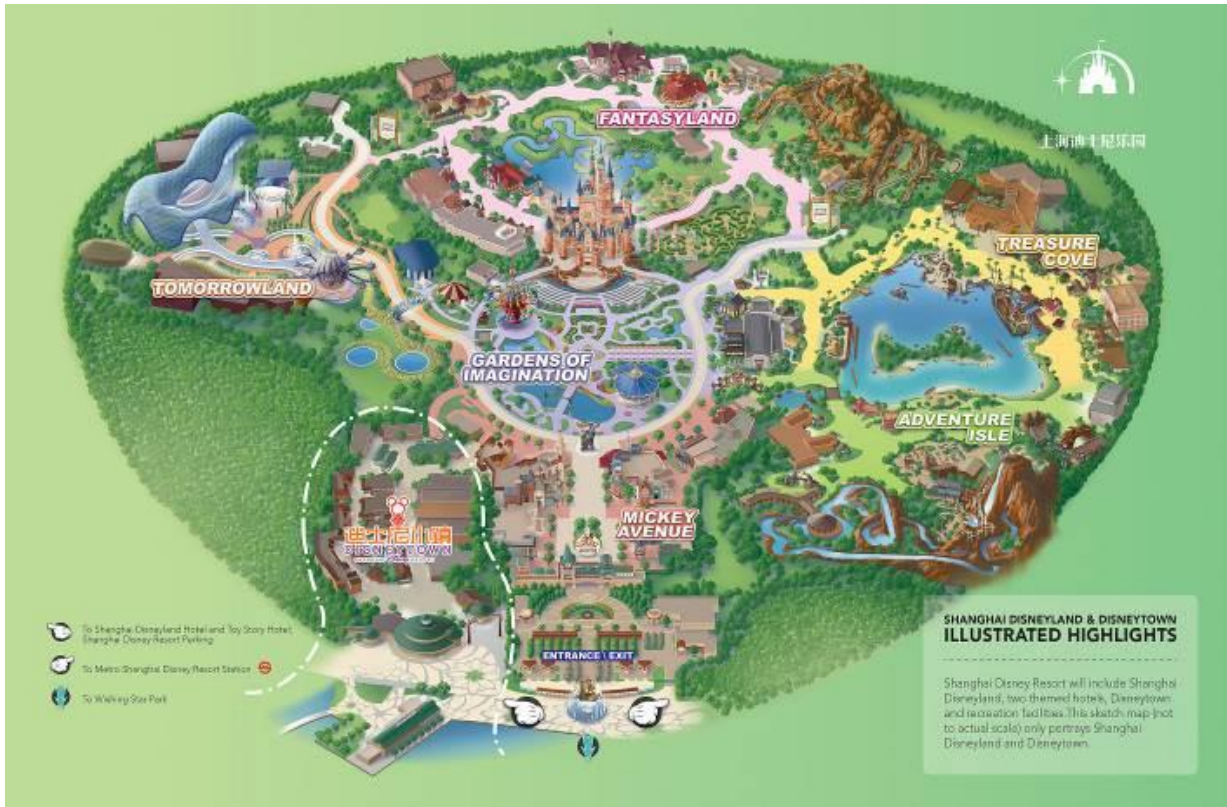 FANTASYLAND
上海迪士尼乐园
TREASURE
COVE
TOMORROWLAND
GARDENS OF
IMAGINATION
ADVENTURE
ISLE
MICKEY
AVENUE
迪士尼小镇
DISNEYTOWN
ENTRANCE \ EXIT
To Shanghai Disneyland Hotel and Toy Story Hotel,
Shanghai Disney Resort Parking
To Metro Shanghai Disney Resort Station
To Wishing Star Park
SHANGHAI DISNEYLAND & DISNEYTOWN
ILLUSTRATED HIGHLIGHTS
Shanghai Disney Resort will include Shanghai
Disneyland, two themed hotels, Disneytown
and recreation facilities. This sketch map (not
to actual scale) only portrays Shanghai
Disneyland and Disneytown.